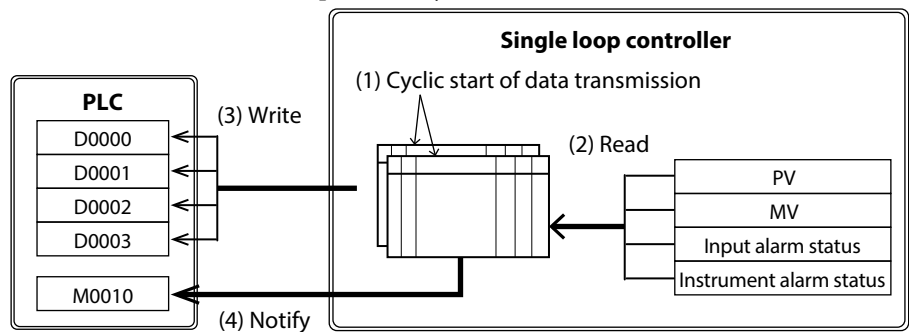 Single loop controller
(1) Cyclic start of data transmission
PLC
(3) Write
D0000
D0001
D0002
D0003
M0010
(2) Read
PV
MV
Input alarm status
Instrument alarm status
(4) Notify